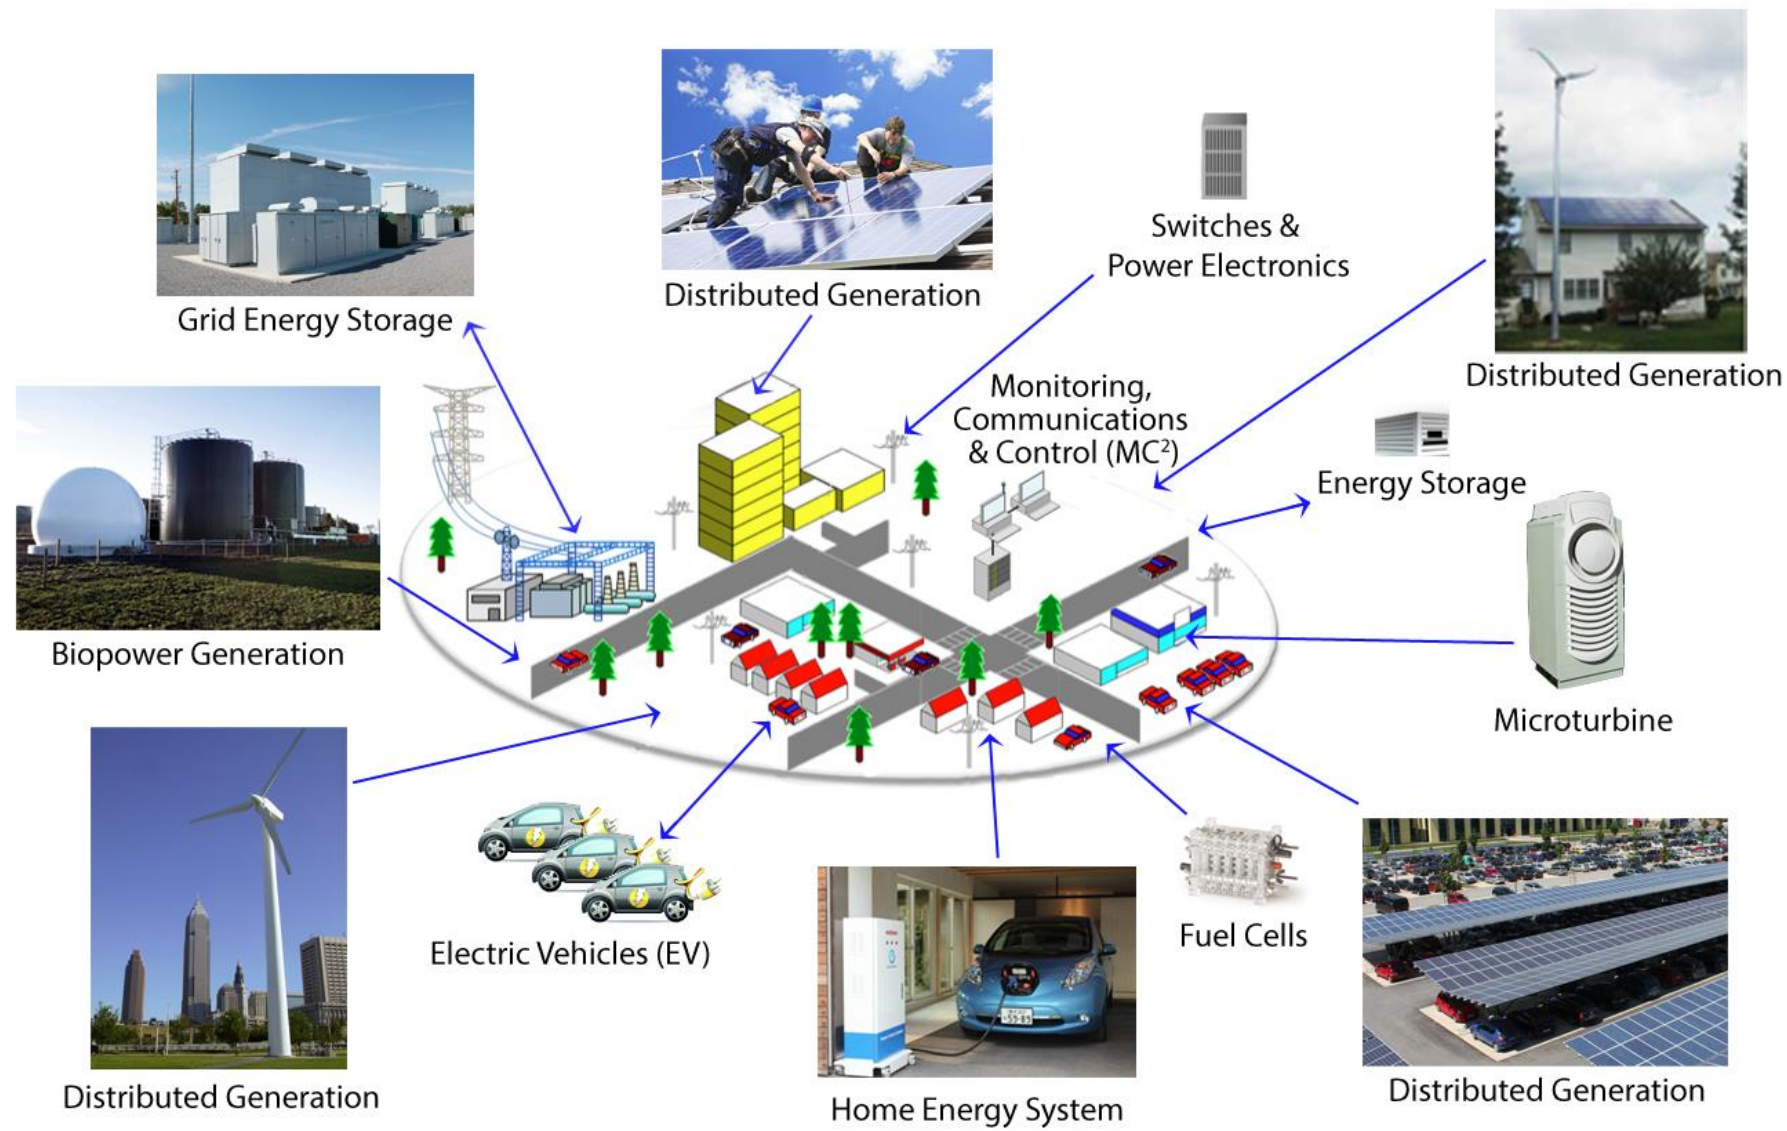 Distributed Generation
Switches &
Power Electronics
Grid Energy Storage
Distributed Generation
Monitoring,
Communications
& Control (MC²)
Energy Storage
Biopower Generation
Microturbine
Electric Vehicles (EV)
Fuel Cells
Distributed Generation
Home Energy System
Distributed Generation